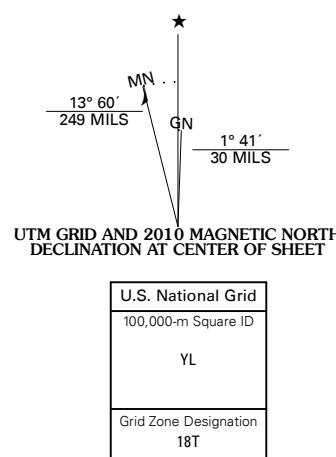 ★
MN
13° 60´
249 MILS
GN
1° 41´
30 MILS
UTM GRID AND 2010 MAGNETIC NORTH
DECLINATION AT CENTER OF SHEET
U.S. National Grid
100,000-m Square ID
YL
Grid Zone Designation
18T